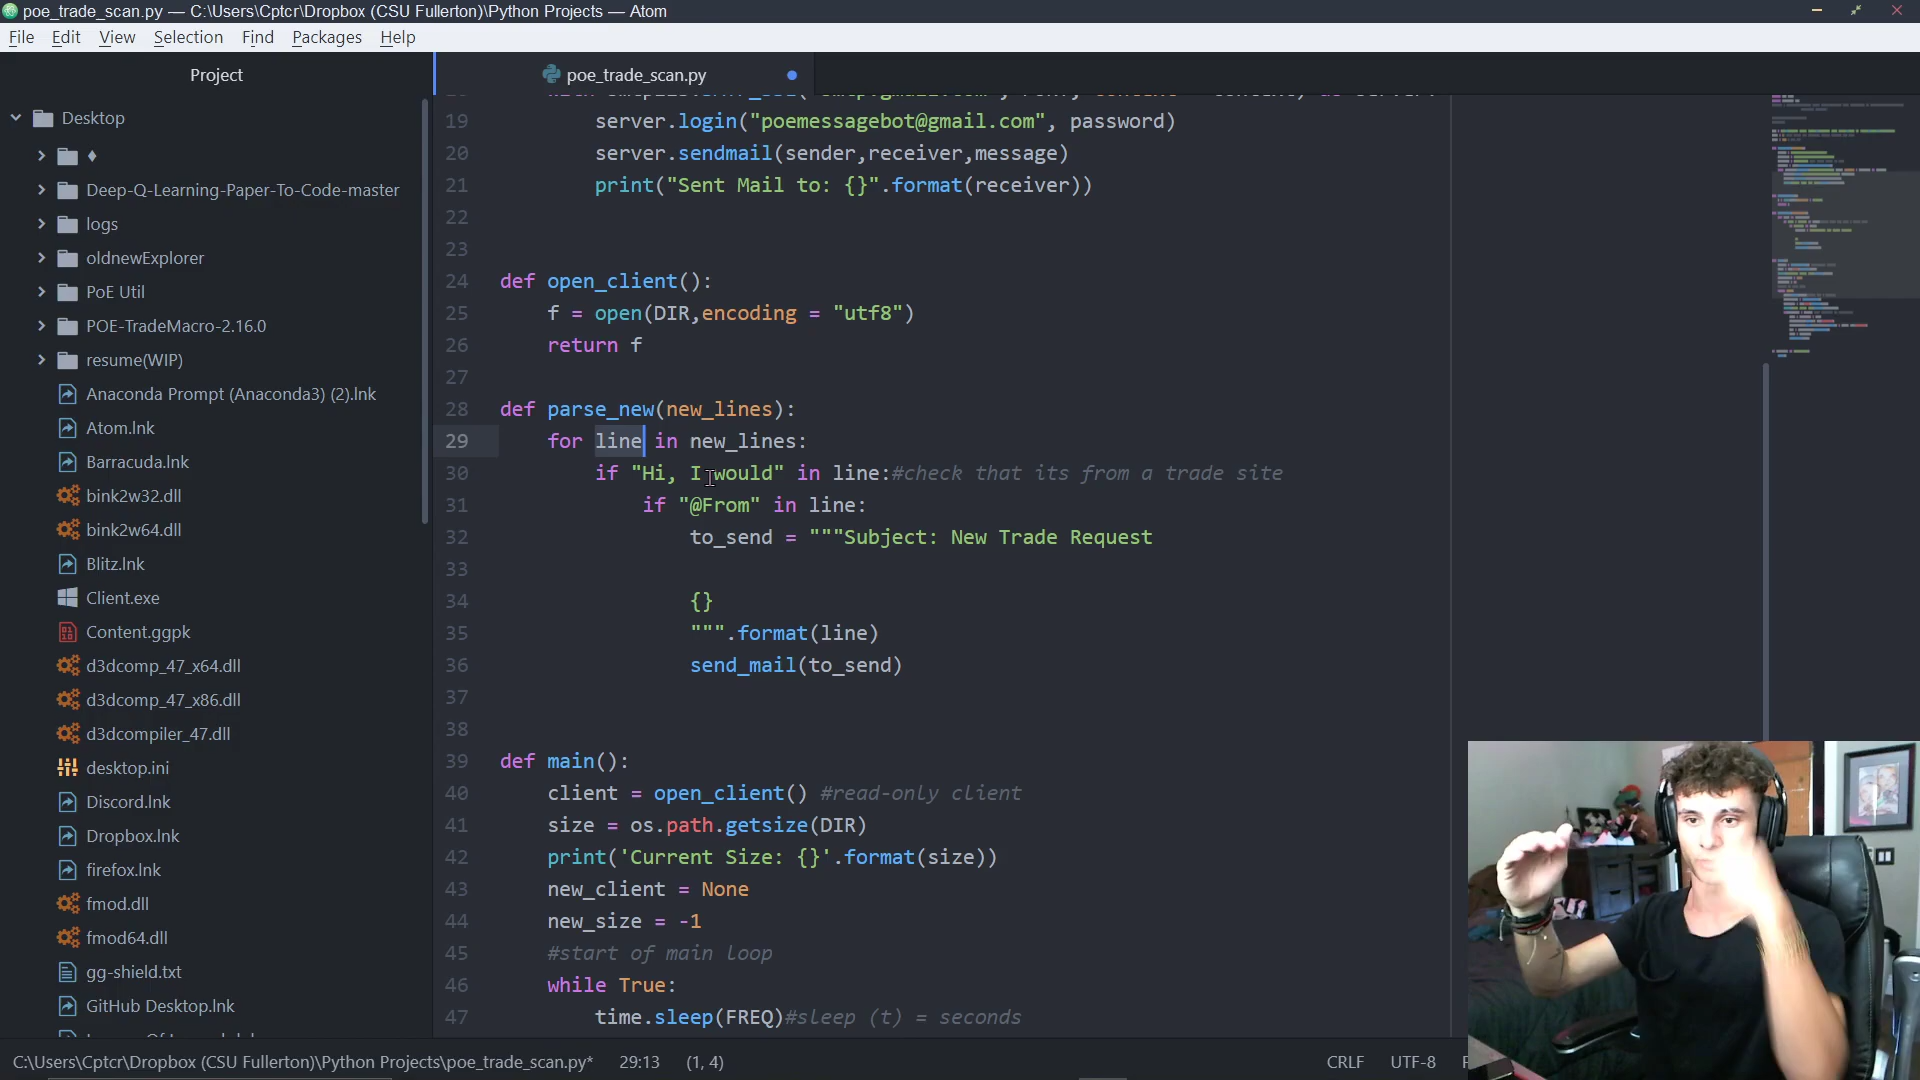 poe_trade_scan.py — C:\Users\Cptcr\Dropbox (CSU Fullerton)\Python Projects — Atom
File Edit View Selection Find Packages Help
Project
poe_trade_scan.py
Desktop
Deep-Q-Learning-Paper-To-Code-master
logs
oldnewExplorer
PoE Util
POE-TradeMacro-2.16.0
resume(WIP)
Anaconda Prompt (Anaconda3) (2).lnk
Atom.lnk
Barracuda.lnk
bink2w32.dll
bink2w64.dll
Blitz.lnk
Client.exe
Content.ggpk
d3dcomp_47_x64.dll
d3dcomp_47_x86.dll
d3dcompiler_47.dll
desktop.ini
Discord.lnk
Dropbox.lnk
firefox.lnk
fmod.dll
fmod64.dll
gg-shield.txt
GitHub Desktop.lnk
19 server.login("poemessagebot@gmail.com", password)
20 server.sendmail(sender,receiver,message)
21 print("Sent Mail to: {}".format(receiver))
22
23
24 def open_client():
25 f = open(DIR,encoding = "utf8")
26 return f
27
28 def parse_new(new_lines):
29 for line in new_lines:
30 if "Hi, I would" in line:#check that its from a trade site
31 if "@From" in line:
32 to_send = """Subject: New Trade Request
33
34 {}
35 """.format(line)
36 send_mail(to_send)
37
38
39 def main():
40 client = open_client() #read-only client
41 size = os.path.getsize(DIR)
42 print('Current Size: {}'.format(size))
43 new_client = None
44 new_size = -1
45 #start of main loop
46 while True:
47 time.sleep(FREQ)#sleep (t) = seconds
C:\Users\Cptcr\Dropbox (CSU Fullerton)\Python Projects\poe_trade_scan.py* 29:13 (1, 4) CRLF UTF-8